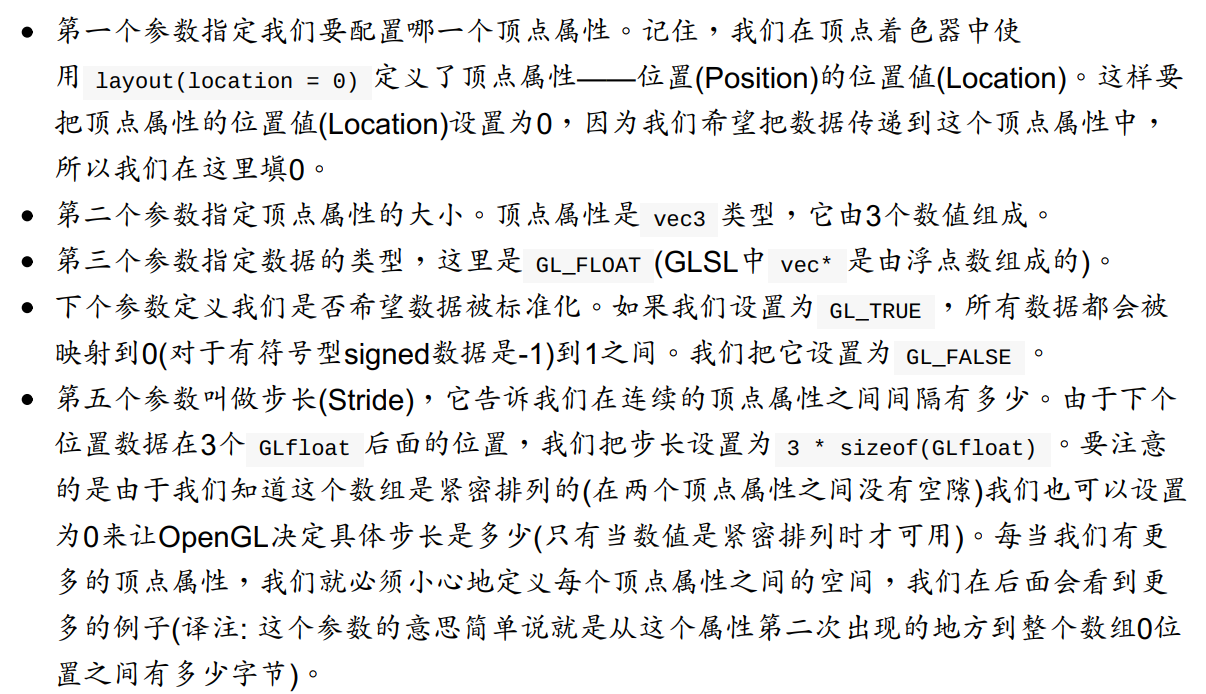 • 第一个参数指定我们要配置哪一个顶点属性。记住，我们在顶点着色器中使
用 layout(location = 0) 定义了顶点属性——位置(Position)的位置值(Location)。这样要
把顶点属性的位置值(Location)设置为0，因为我们希望把数据传递到这个顶点属性中，
所以我们在这里填0。
• 第二个参数指定顶点属性的大小。顶点属性是 vec3 类型，它由3个数值组成。
• 第三个参数指定数据的类型，这里是 GL_FLOAT (GLSL中 vec* 是由浮点数组成的)。
• 下个参数定义我们是否希望数据被标准化。如果我们设置为 GL_TRUE ，所有数据都会被
映射到0(对于有符号型signed数据是-1)到1之间。我们把它设置为 GL_FALSE 。
• 第五个参数叫做步长(Stride)，它告诉我们在连续的顶点属性之间间隔有多少。由于下个
位置数据在3个 GLfloat 后面的位置，我们把步长设置为 3 * sizeof(GLfloat) 。要注意
的是由于我们知道这个数组是紧密排列的(在两个顶点属性之间没有空隙)我们也可以设置
为0来让OpenGL决定具体步长是多少(只有当数值是紧密排列时才可用)。每当我们有更
多的顶点属性，我们就必须小心地定义每个顶点属性之间的空间，我们在后面会看到更
多的例子(译注: 这个参数的意思简单说就是从这个属性第二次出现的地方到整个数组0位
置之间有多少字节)。